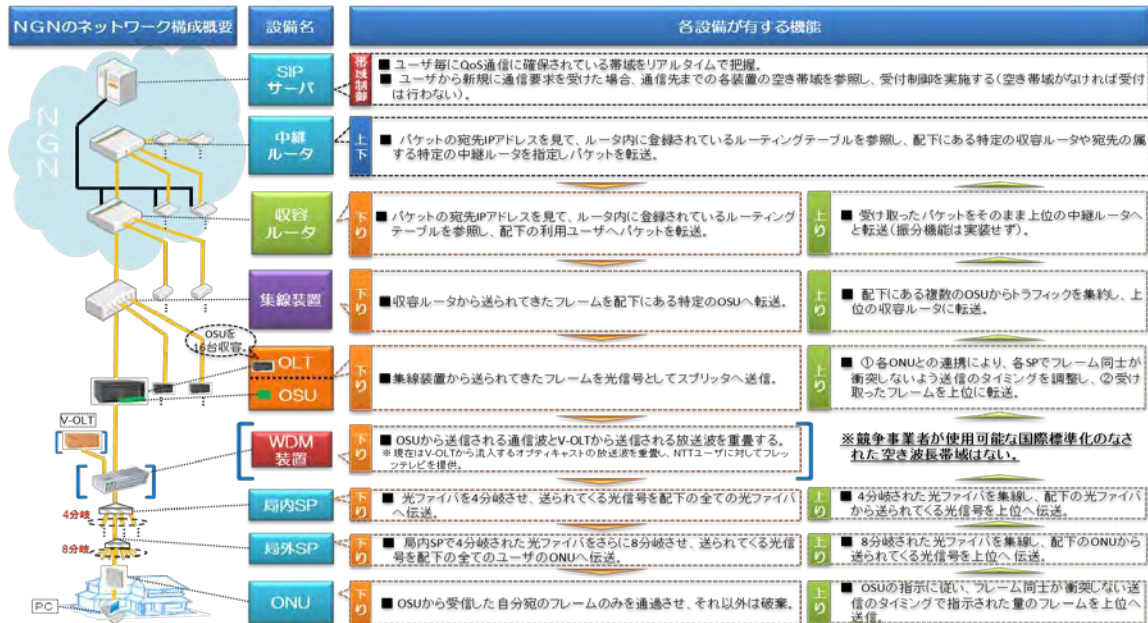 NGNのネットワーク構成概要
設備名
各設備が有する機能
NGN
SIP
サーバ
帯域制御
■ ユーザ毎にQoS通信に確保されている帯域をリアルタイムで把握。
■ ユーザから新規に通信要求を受けた場合、通信先までの各装置の空き帯域を参照し、受付制御を実施する(空き帯域がなければ受付
は行わない)。
中継
ルータ
上下
■ パケットの宛先IPアドレスを見て、ルータ内に登録されているルーティングテーブルを参照し、配下にある特定の収容ルータや宛先の属
する特定の中継ルータを指定しパケットを転送。
収容
ルータ
下り
■ パケットの宛先IPアドレスを見て、ルータ内に登録されているルーティング
テーブルを参照し、配下の利用ユーザへパケットを転送。
上り
■ 受け取ったパケットをそのまま上位の中継ルータへ
と転送(振分機能は実装せず)。
集線装置
下り
■収容ルータから送られてきたフレームを配下にある特定のOSUへ転送。
上り
■ 配下にある複数のOSUからトラフィックを集約し、上
位の収容ルータに転送。
OSUを
16台収容。
OLT
OSU
下り
■集線装置から送られてきたフレームを光信号としてスプリッタへ送信。
上り
■ ①各ONUとの連携により、各SPでフレーム同士が
衝突しないよう送信のタイミングを調整し、②受け
取ったフレームを上位に転送。
V-OLT
WDM
装置
下り
■ OSUから送信される通信波とV-OLTから送信される放送波を重畳する。
※現在はV-OLTから流入するオプティキャストの放送波を重畳し、NTTユーザに対してフレッ
ツテレビを提供。
※競争事業者が使用可能な国際標準化のなさ
れた空き波長帯域はない。
4分岐
局内SP
下り
■ 光ファイバを4分岐させ、送られてくる光信号を配下の全ての光ファイバ
へ伝送。
上り
■ 4分岐された光ファイバを集線し、配下の光ファイバ
から送られてくる光信号を上位へ伝送。
8分岐
局外SP
下り
■ 局内SPで4分岐された光ファイバをさらに8分岐させ、送られてくる光信
号を配下の全てのユーザのONUへ伝送。
上り
■ 8分岐された光ファイバを集線し、配下のONUから
送られてくる光信号を上位へ伝送。
PC
ONU
下り
■ OSUから受信した自分宛のフレームのみを通過させ、それ以外は破棄。
上り
■ OSUの指示に従い、フレーム同士が衝突しない送
信のタイミングで指示された量のフレームを上位へ
送信。